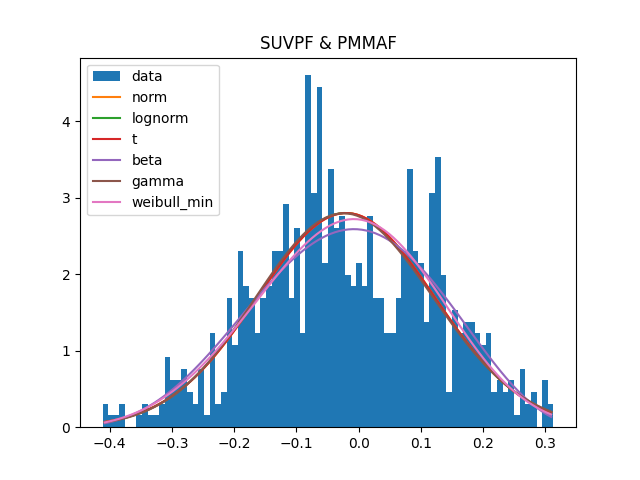 SUVPF & PMMAF
data
norm
lognorm
t
beta
gamma
weibull_min
4
3
2
1
0
−0.4 −0.3 −0.2 −0.1 0.0 0.1 0.2 0.3